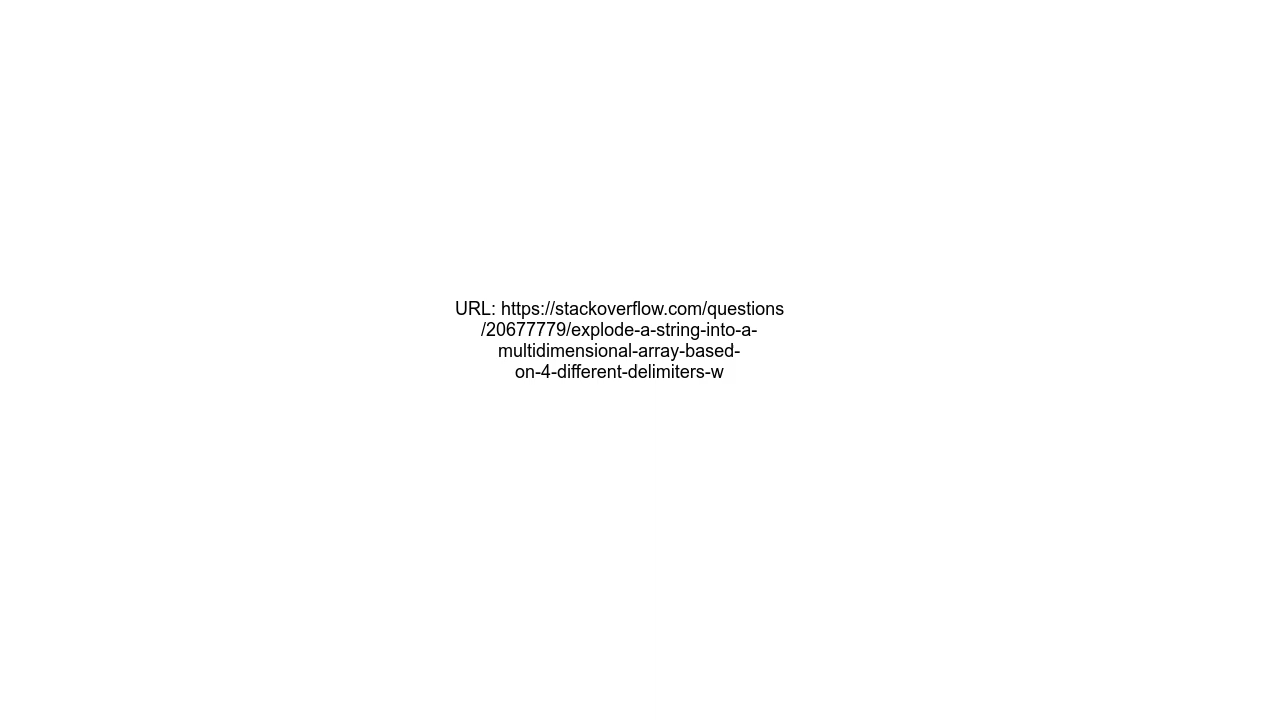 URL: https://stackoverflow.com/questions
/20677779/explode-a-string-into-a-
multidimensional-array-based-
on-4-different-delimiters-w